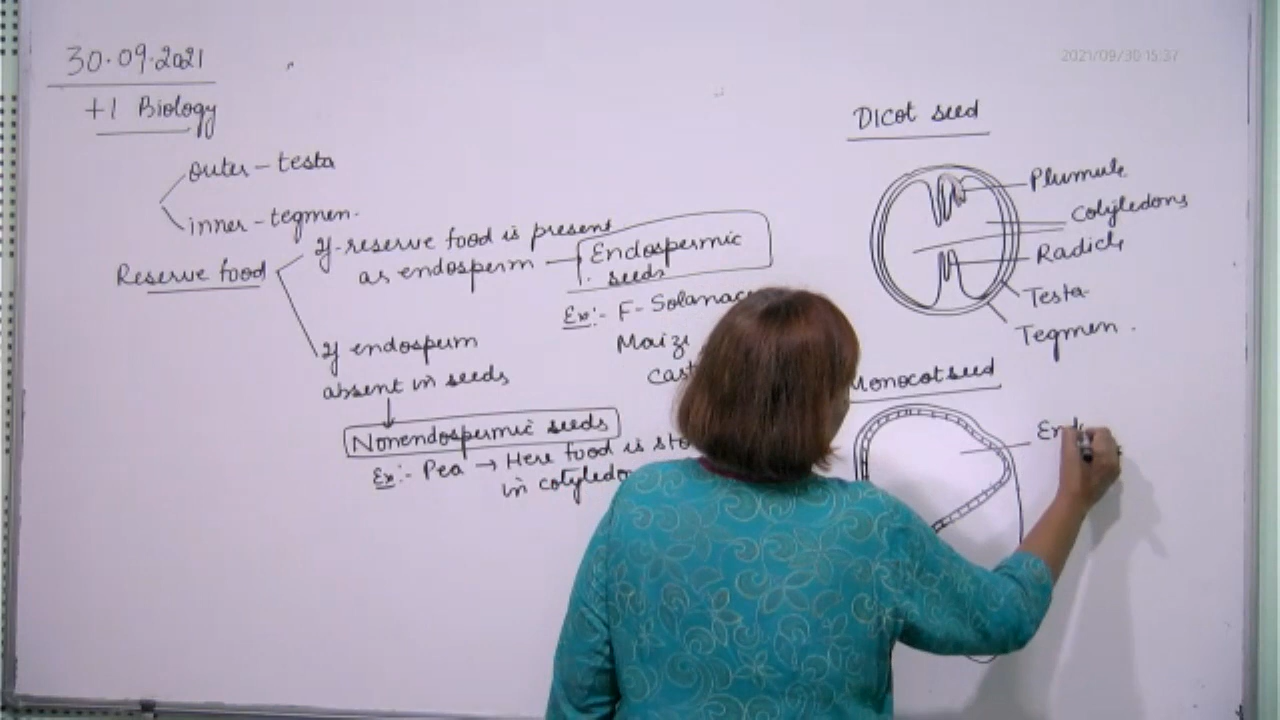 30.09.2021
2021/09/30 15:37
+1 Biology
outer - testa
inner - tegmen.
Reserve food
If reserve food is present
as endosperm
Endospermic
seeds
Ex:- F- Solanac
Maize
cast
If endosperm
absent in seeds
Nonendospermic seeds
Ex:- Pea → Here food is sto
in cotyledo
Dicot seed
Plumule
Cotyledons
Radicle
Testa
Tegmen.
Monocot seed
End